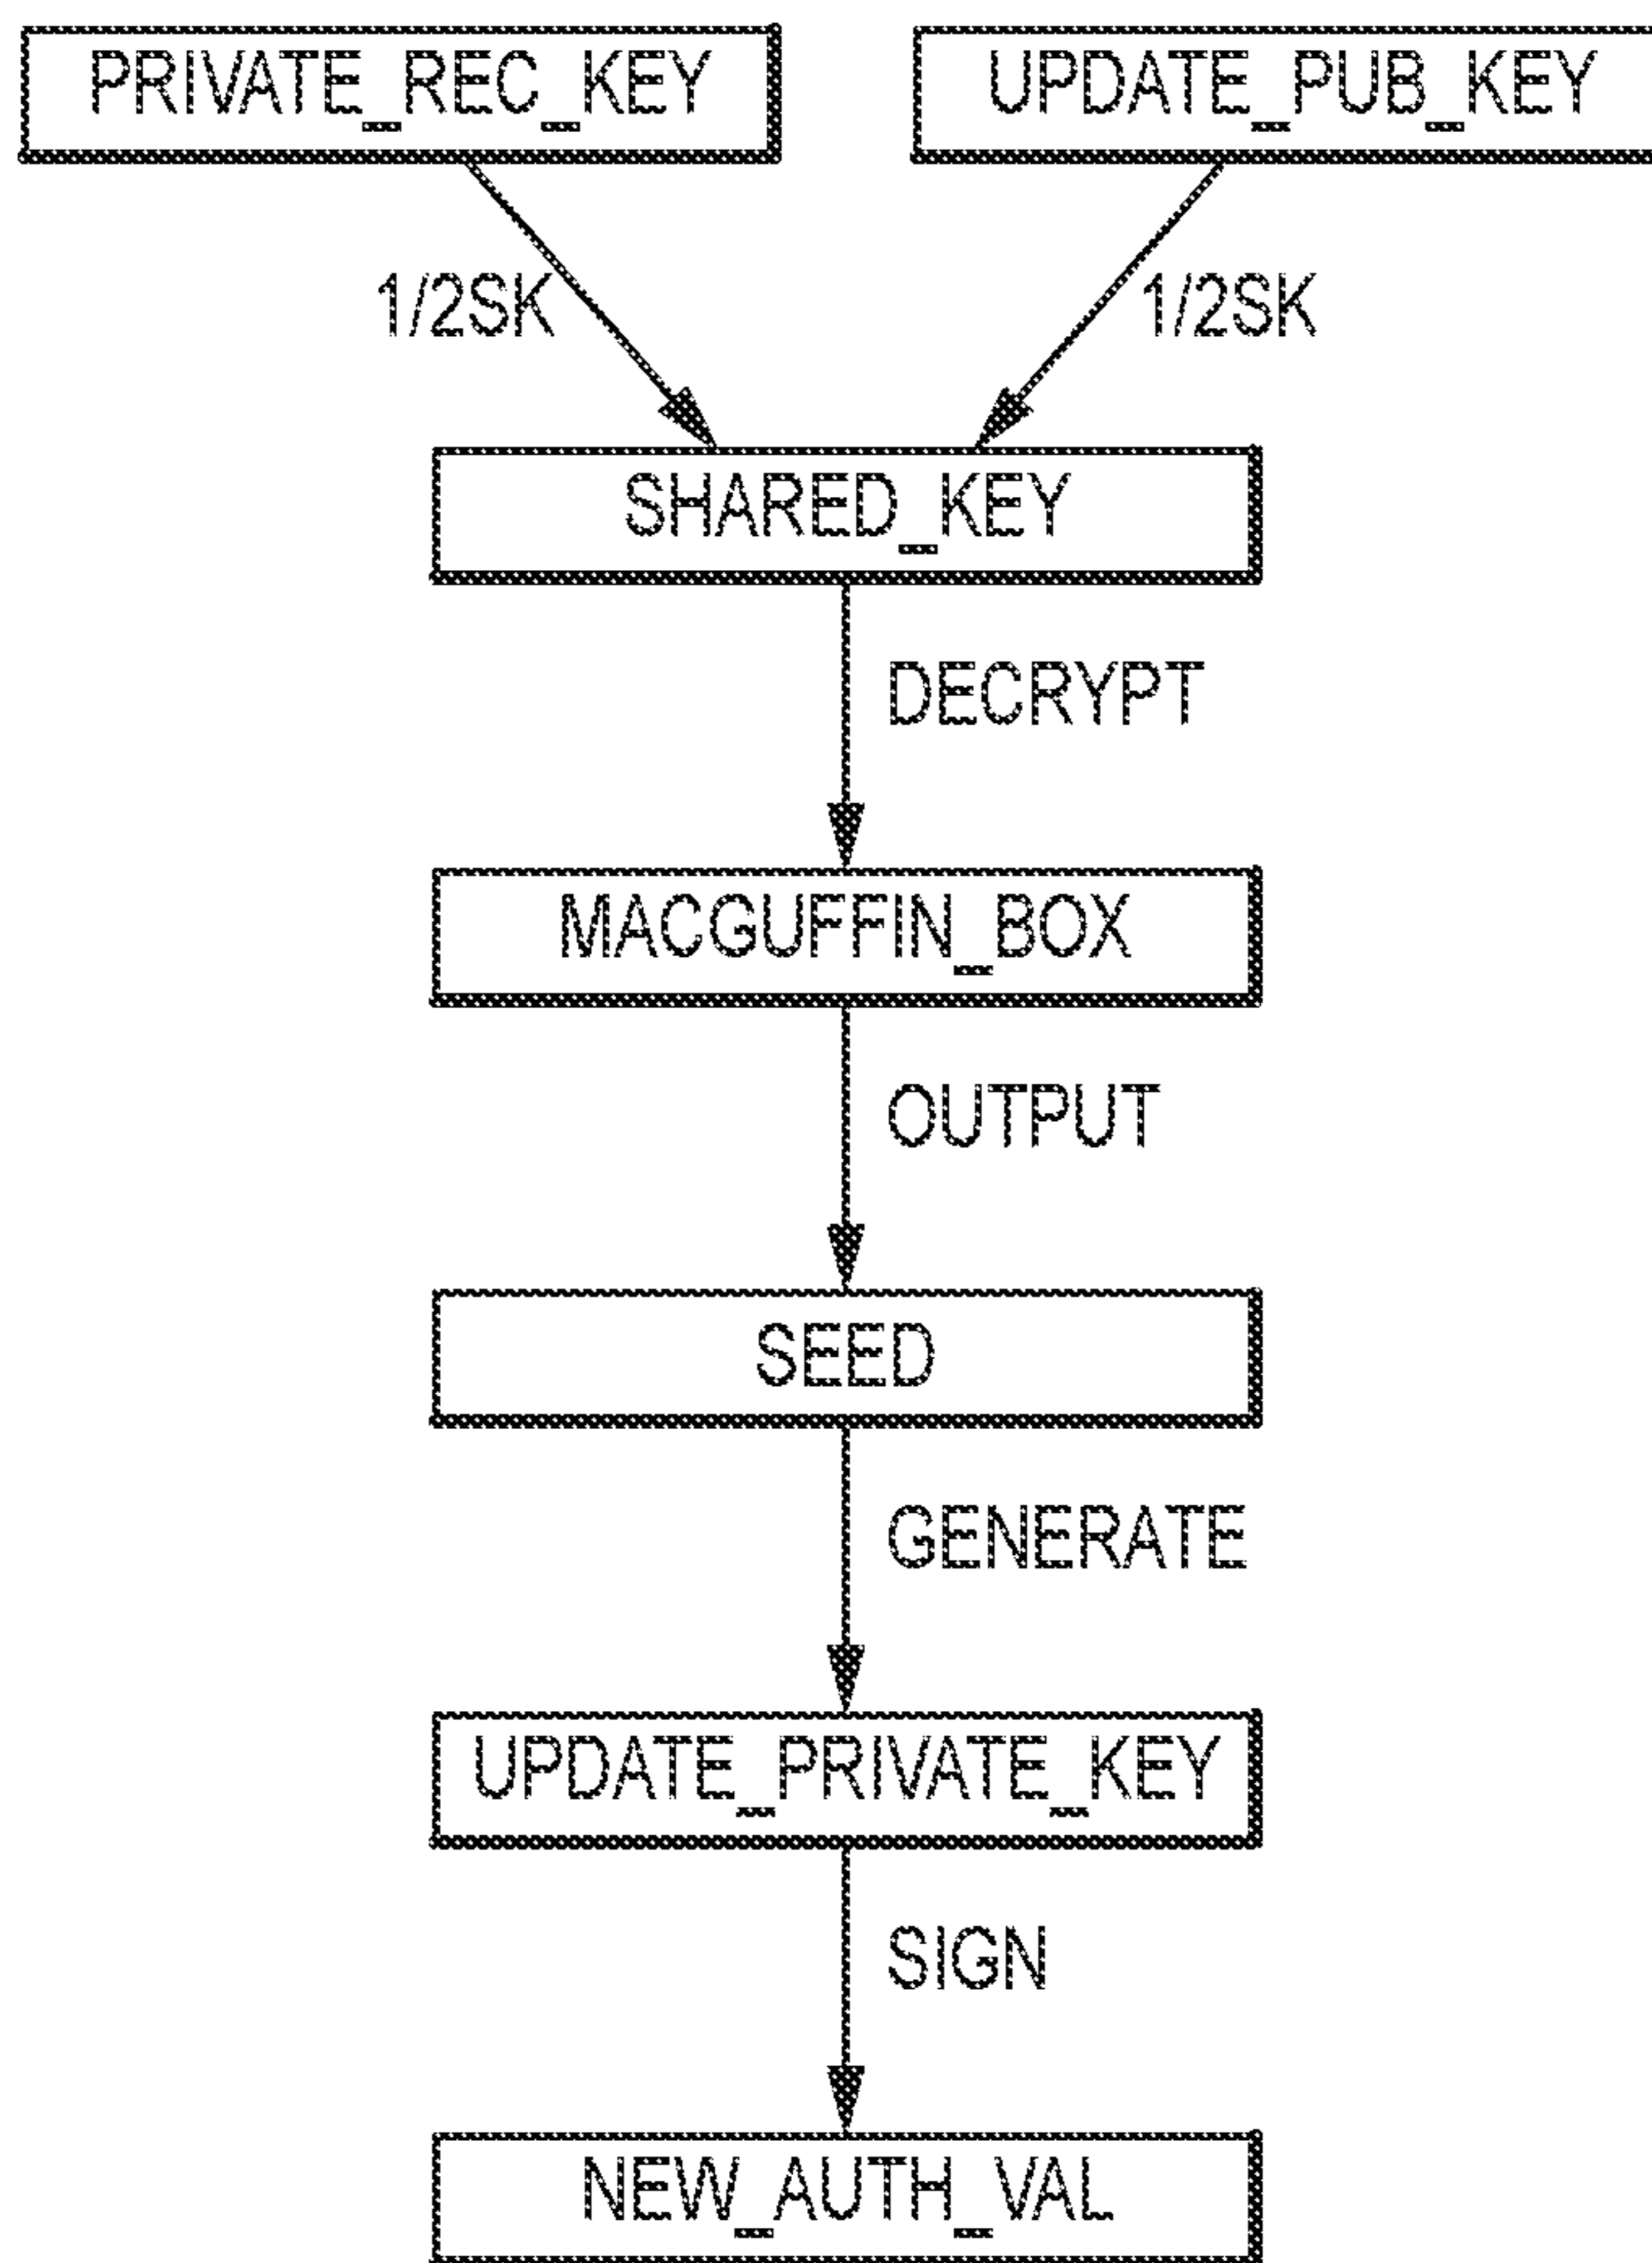 PRIVATE_REC_KEY
UPDATE_PUB_KEY
1/2SK
1/2SK
SHARED_KEY
DECRYPT
MACGUFFIN_BOX
OUTPUT
SEED
GENERATE
UPDATE_PRIVATE_KEY
SIGN
NEW_AUTH_VAL